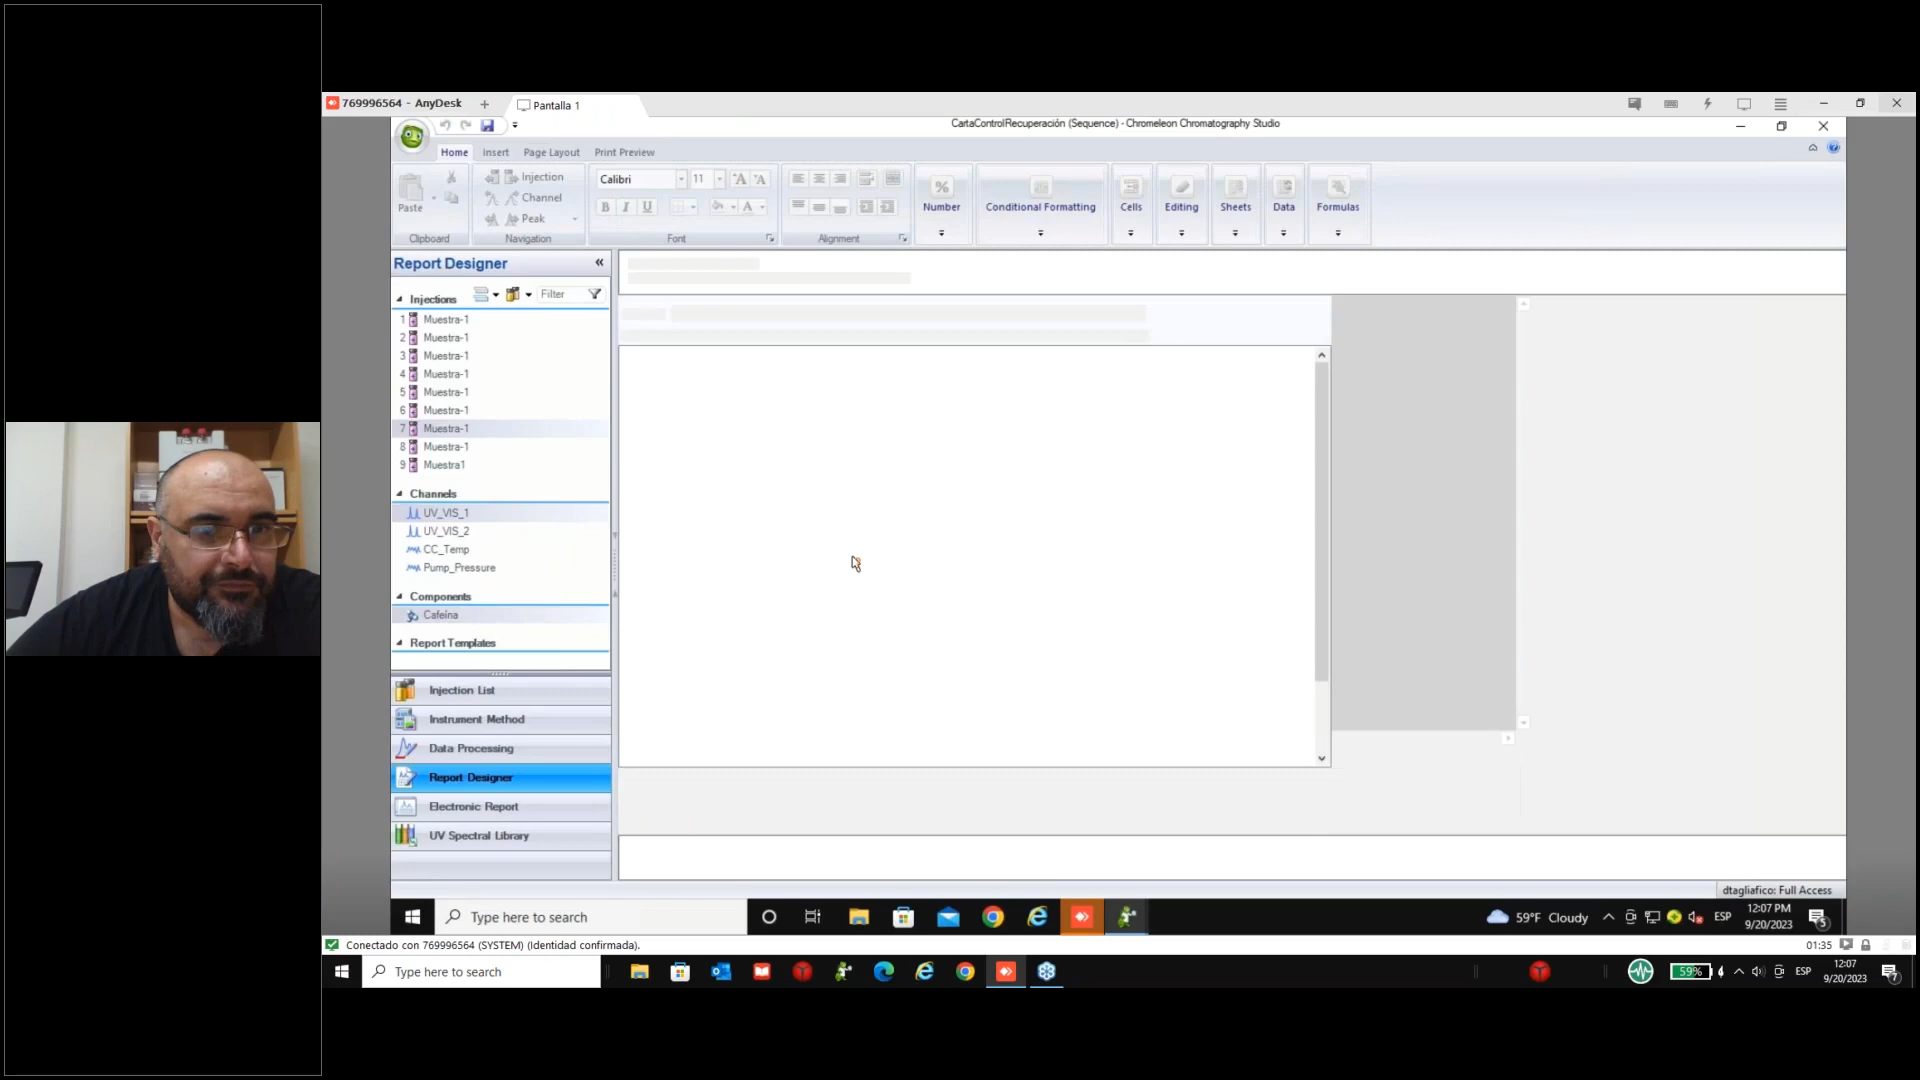 769996564 - AnyDesk
Pantalla 1
CartaControlRecuperación (Sequence) - Chromeleon Chromatography Studio
Home
Insert
Page Layout
Print Preview
Paste
Clipboard
Injection
Channel
Peak
Navigation
Calibri
11
B I U
Font
Alignment
Number
Conditional Formatting
Cells
Editing
Sheets
Data
Formulas
Report Designer
Injections
Filter
1 Muestra-1
2 Muestra-1
3 Muestra-1
4 Muestra-1
5 Muestra-1
6 Muestra-1
7 Muestra-1
8 Muestra-1
9 Muestra1
Channels
UV_VIS_1
UV_VIS_2
CC_Temp
Pump_Pressure
Components
Cafeina
Report Templates
Injection List
Instrument Method
Data Processing
Report Designer
Electronic Report
UV Spectral Library
dtagliafico: Full Access
Type here to search
59°F Cloudy
ESP
12:07 PM
9/20/2023
5
Conectado con 769996564 (SYSTEM) (Identidad confirmada).
01:35
Type here to search
59%
ESP
12:07
9/20/2023
7